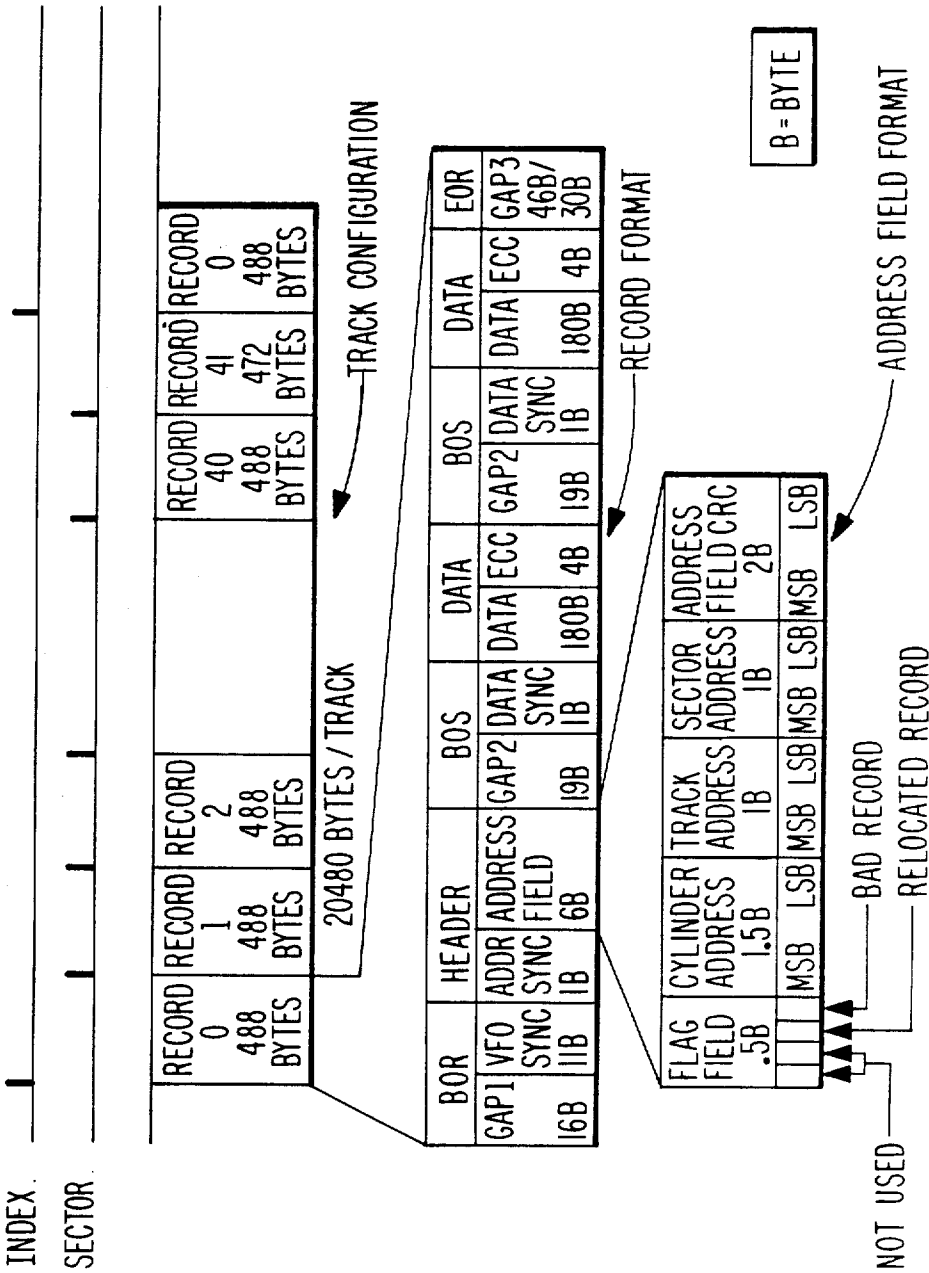 INDEX.
SECTOR.
RECORD
0
488
BYTES
RECORD
1
488
BYTES
RECORD
2
488
BYTES
RECORD
40
488
BYTES
RECORD
41
472
BYTES
RECORD
0
488
BYTES
20480 BYTES / TRACK
TRACK CONFIGURATION
BOR
HEADER
BOS
DATA
BOS
DATA
EOR
GAP1
16B
VFO
SYNC
11B
ADDR
SYNC
1B
ADDRESS
FIELD
6B
GAP2
19B
DATA
SYNC
1B
DATA
180B
ECC
4B
GAP2
19B
DATA
SYNC
1B
DATA
180B
ECC
4B
GAP3
46B/
30B
RECORD FORMAT
FLAG
FIELD
.5B
CYLINDER
ADDRESS
1.5B
TRACK
ADDRESS
1B
SECTOR
ADDRESS
1B
ADDRESS
FIELD CRC
2B
MSB LSB
MSB LSB
MSB LSB
MSB LSB
BAD RECORD
RELOCATED RECORD
NOT USED
ADDRESS FIELD FORMAT
B = BYTE